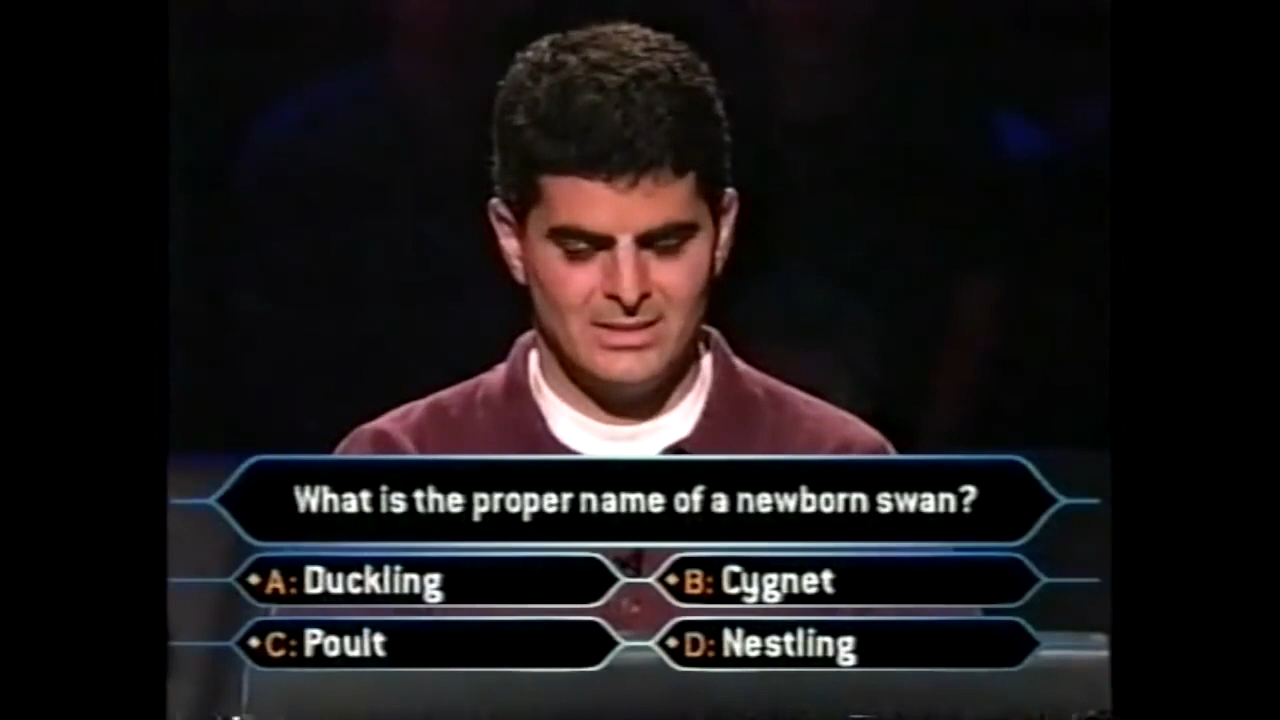 What is the proper name of a newborn swan?
A: Duckling
B: Cygnet
C: Poult
D: Nestling